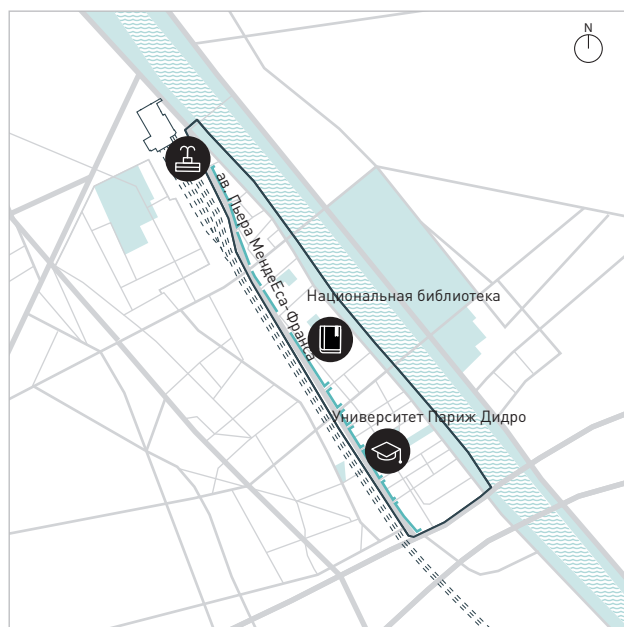 N
ав. Пьера МендеЕса-Франса
Национальная библиотека
Университет Париж Дидро